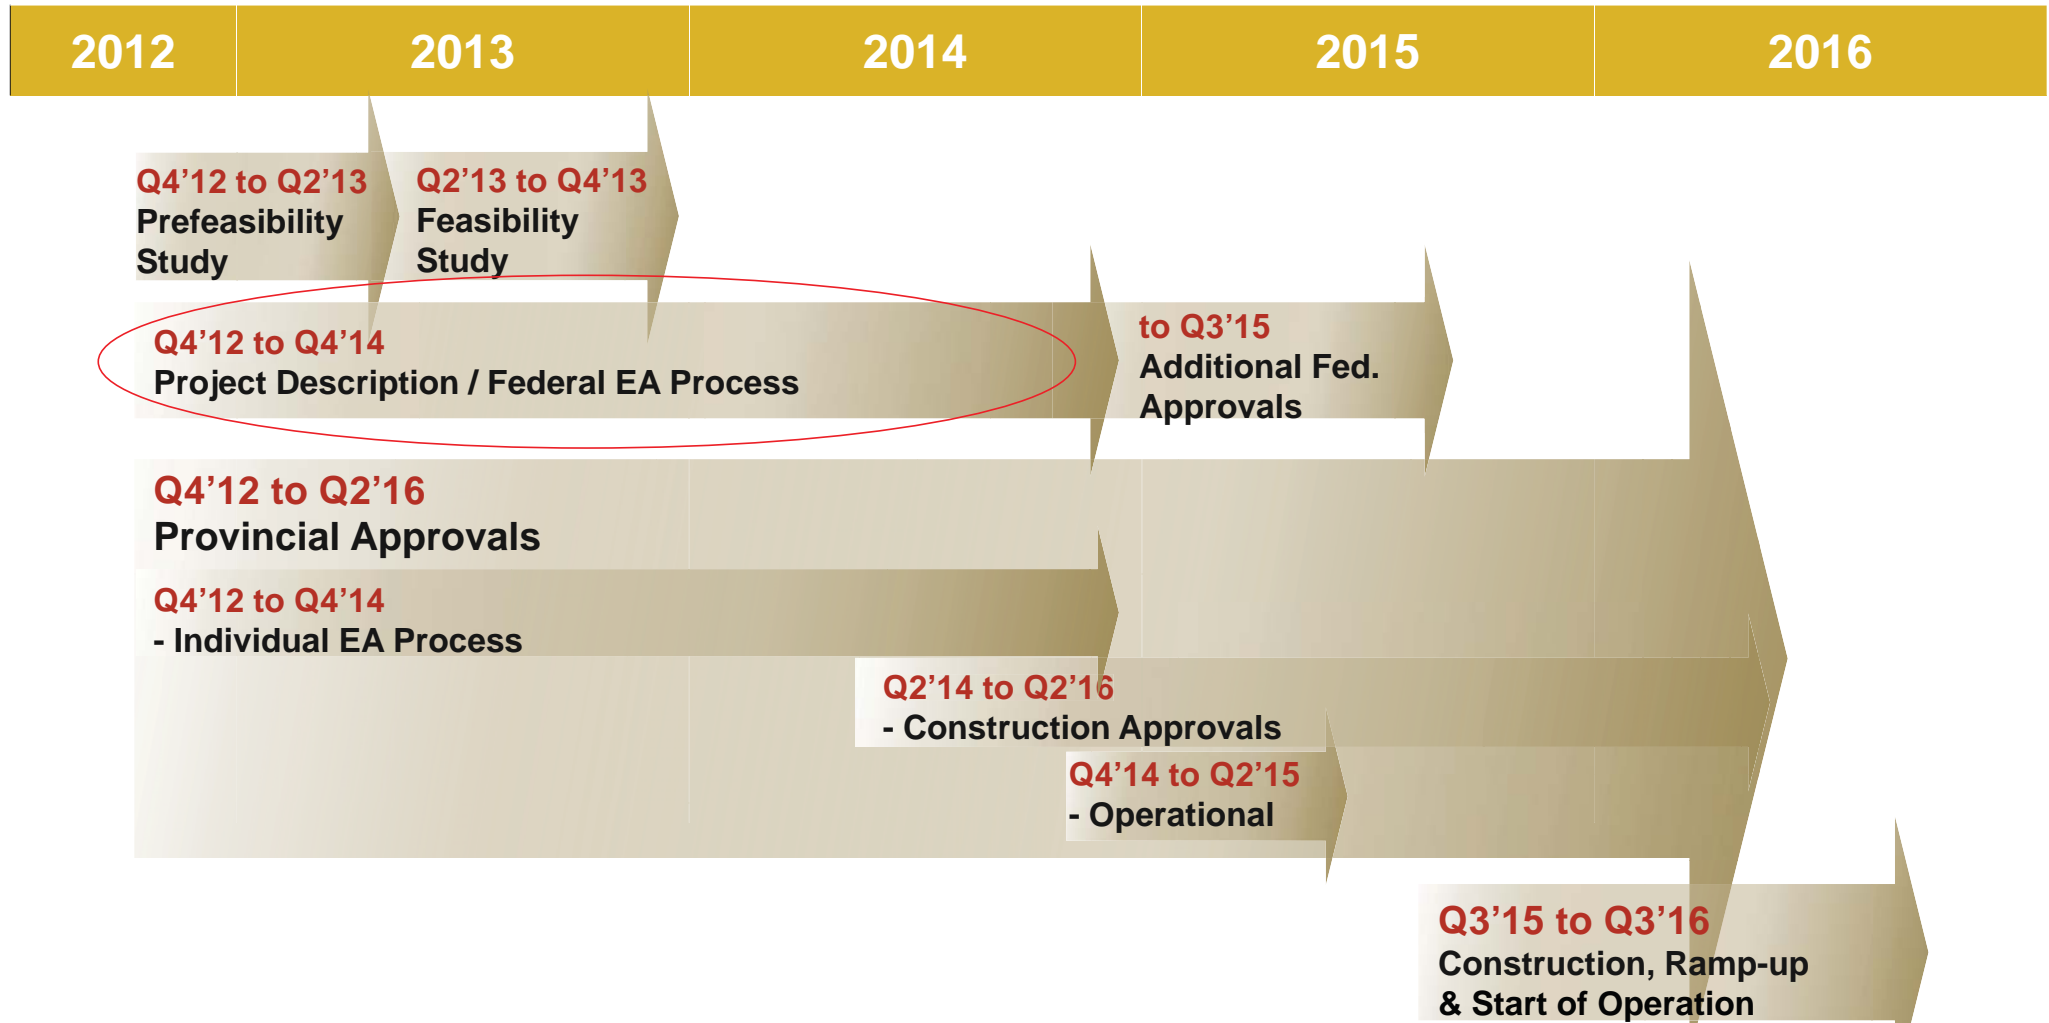 2012 2013 2014 2015 2016
Q4’12 to Q2’13
Prefeasibility
Study
Q2’13 to Q4’13
Feasibility
Study
Q4’12 to Q4’14
Project Description / Federal EA Process
to Q3’15
Additional Fed.
Approvals
Q4’12 to Q2’16
Provincial Approvals
Q4’12 to Q4’14
- Individual EA Process
Q2’14 to Q2’16
- Construction Approvals
Q4’14 to Q2’15
- Operational
Q3’15 to Q3’16
Construction, Ramp-up
& Start of Operation